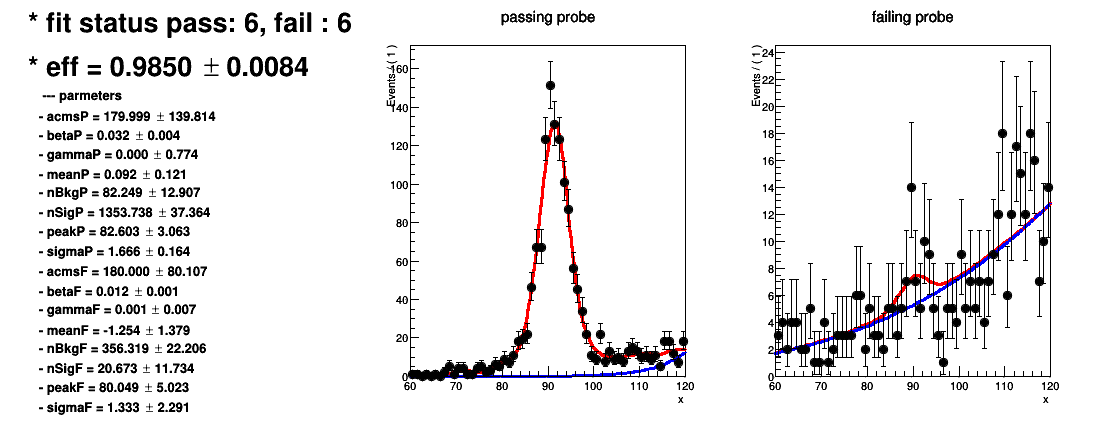 * fit status pass: 6, fail : 6
* eff = 0.9850 ± 0.0084
--- parmeters
- acmsP = 179.999 ± 139.814
- betaP = 0.032 ± 0.004
- gammaP = 0.000 ± 0.774
- meanP = 0.092 ± 0.121
- nBkgP = 82.249 ± 12.907
- nSigP = 1353.738 ± 37.364
- peakP = 82.603 ± 3.063
- sigmaP = 1.666 ± 0.164
- acmsF = 180.000 ± 80.107
- betaF = 0.012 ± 0.001
- gammaF = 0.001 ± 0.007
- meanF = -1.254 ± 1.379
- nBkgF = 356.319 ± 22.206
- nSigF = 20.673 ± 11.734
- peakF = 80.049 ± 5.023
- sigmaF = 1.333 ± 2.291
passing probe
Events / ( 1 )
160
140
120
100
80
60
40
20
0
60 70 80 90 100 110 120
x
failing probe
Events / ( 1 )
24
22
20
18
16
14
12
10
8
6
4
2
0
60 70 80 90 100 110 120
x